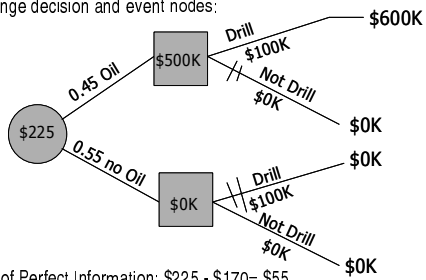 nge decision and event nodes:
$600K
Drill
$100K
$500K
0.45 Oil
Not Drill
$0K
$0K
$225
$0K
0.55 no Oil
Drill
$100K
$0K
Not Drill
$0K
$0K
of Perfect Information: $225 - $170= $55